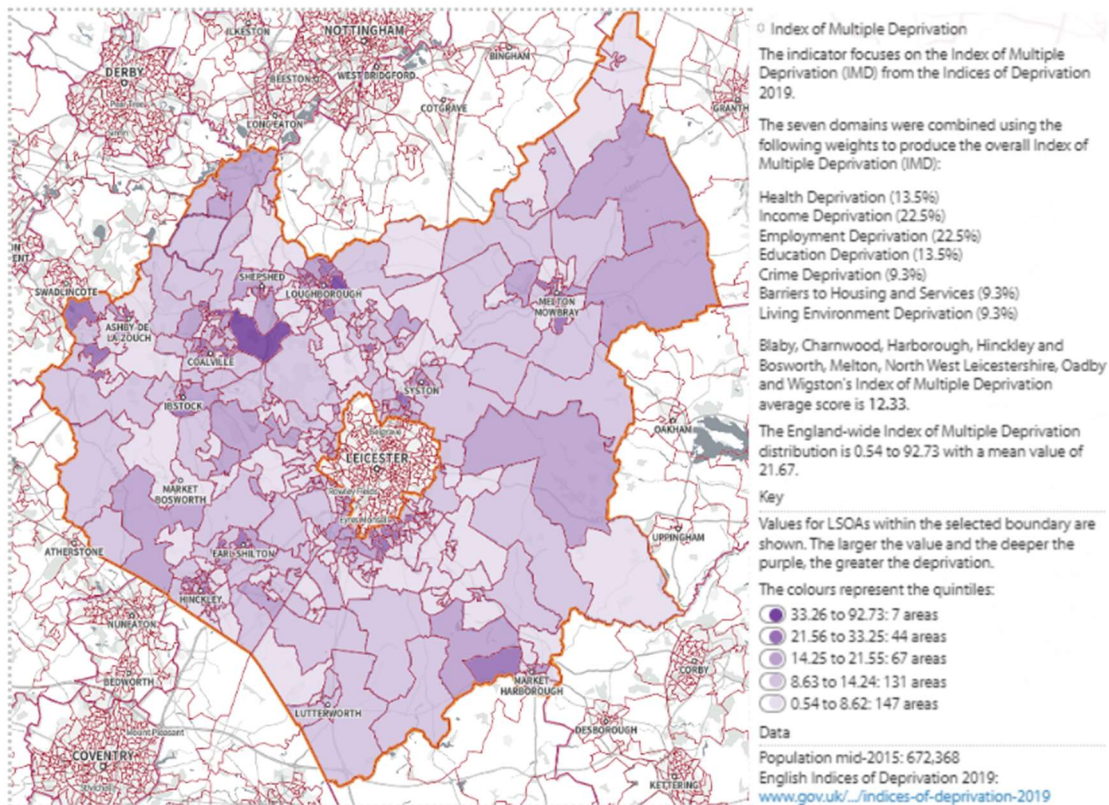 ILKESTON
NOTTINGHAM
BINGHAM
DERBY
BEESTON
WEST BRIDGFORD
COTGRAVE
GRANTH
LONG EATON
SWADLINCOTE
SHEPSHED
LOUGHBOROUGH
MELTON
MOWBRAY
ASHBY-DE
LA-ZOUCH
COALVILLE
SYSTON
IBSTOCK
Belgrave
OAKHAM
LEICESTER
MARKET
BOSWORTH
Rowley Fields
Eyres Monsell
UPPINGHAM
ATHERSTONE
EARL SHILTON
HINCKLEY
NUNEATON
BEDWORTH
MARKET
HARBOROUGH
CORBY
LUTTERWORTH
DESBOROUGH
Mount Pleasant
COVENTRY
KETTERING
Index of Multiple Deprivation
The indicator focuses on the Index of Multiple
Deprivation (IMD) from the Indices of Deprivation
2019.
The seven domains were combined using the
following weights to produce the overall Index of
Multiple Deprivation (IMD):
Health Deprivation (13.5%)
Income Deprivation (22.5%)
Employment Deprivation (22.5%)
Education Deprivation (13.5%)
Crime Deprivation (9.3%)
Barriers to Housing and Services (9.3%)
Living Environment Deprivation (9.3%)
Blaby, Charnwood, Harborough, Hinckley and
Bosworth, Melton, North West Leicestershire, Oadby
and Wigston's Index of Multiple Deprivation
average score is 12.33.
The England-wide Index of Multiple Deprivation
distribution is 0.54 to 92.73 with a mean value of
21.67.
Key
Values for LSOAs within the selected boundary are
shown. The larger the value and the deeper the
purple, the greater the deprivation.
The colours represent the quintiles:
33.26 to 92.73: 7 areas
21.56 to 33.25: 44 areas
14.25 to 21.55: 67 areas
8.63 to 14.24: 131 areas
0.54 to 8.62: 147 areas
Data
Population mid-2015: 672,368
English Indices of Deprivation 2019:
www.gov.uk/.../indices-of-deprivation-2019